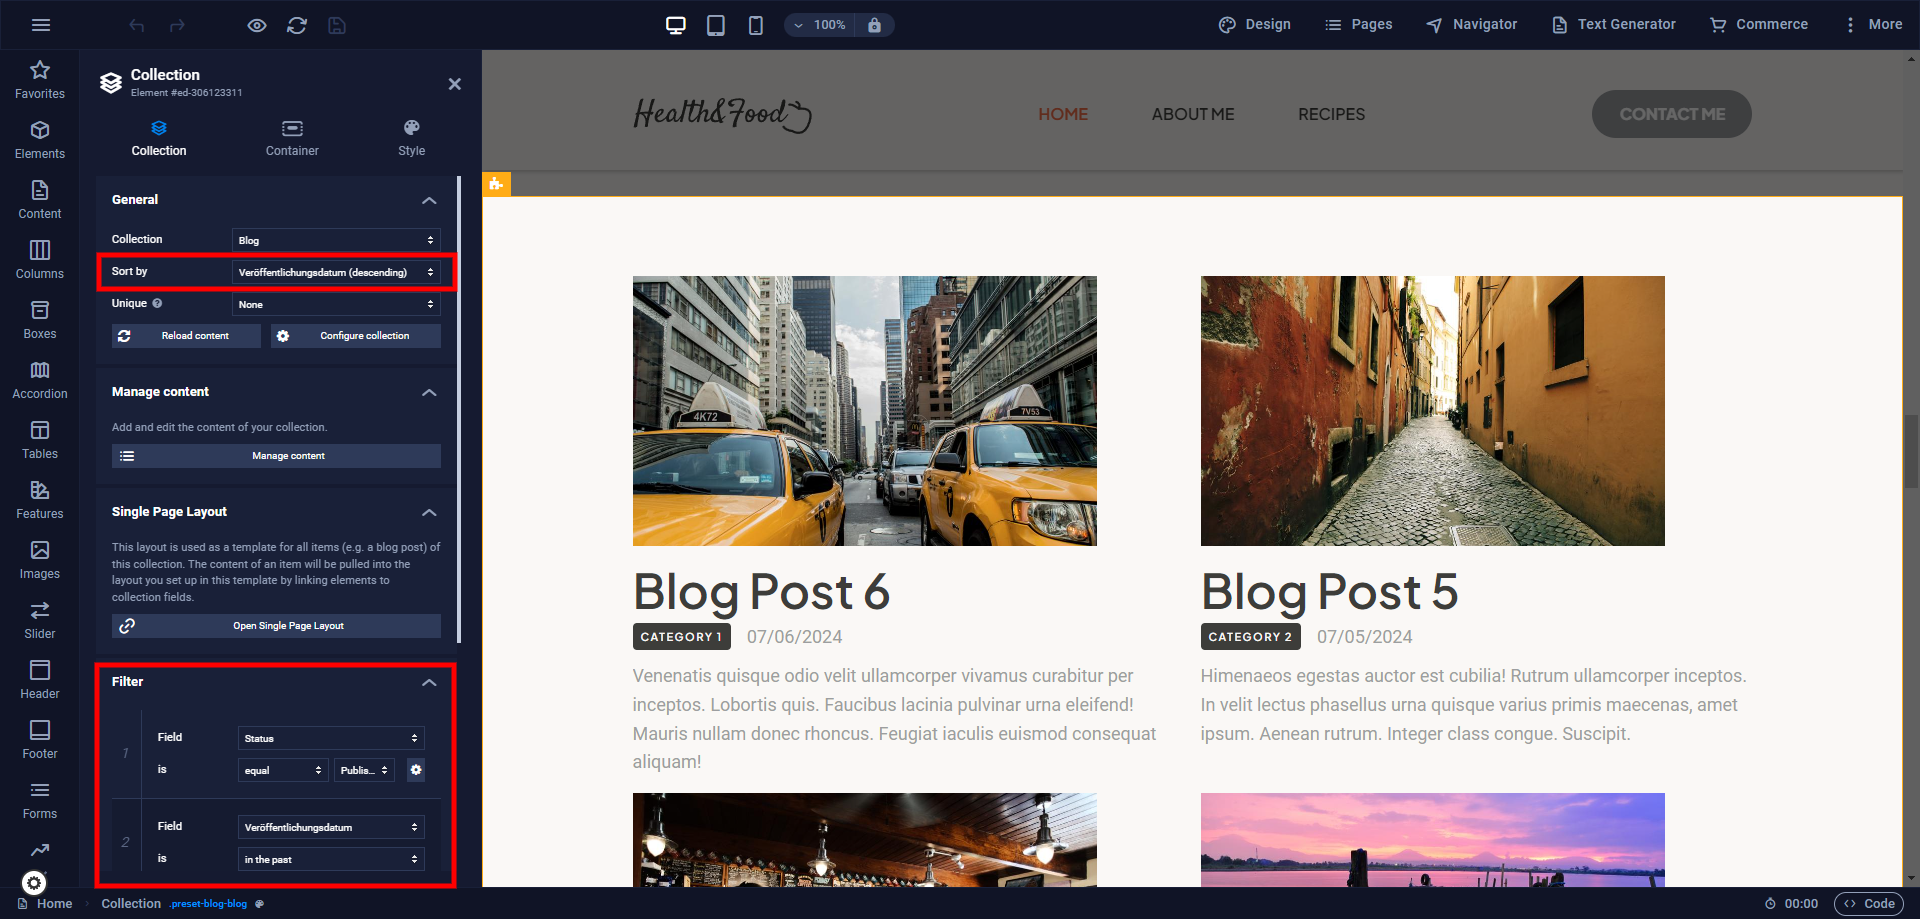 100%
Design
Pages
Navigator
Text Generator
Commerce
More
Favorites
Elements
Content
Columns
Boxes
Accordion
Tables
Features
Images
Slider
Header
Footer
Forms
Collection
Element #ed-306123311
Collection
Container
Style
General
Collection
Blog
Sort by
Veröffentlichungsdatum (descending)
Unique
None
Reload content
Configure collection
Manage content
Add and edit the content of your collection.
Manage content
Single Page Layout
This layout is used as a template for all items (e.g. a blog post) of
this collection. The content of an item will be pulled into the
layout you set up in this template by linking elements to
collection fields.
Open Single Page Layout
Filter
1
Field
Status
is
equal
Publis...
2
Field
Veröffentlichungsdatum
is
in the past
Health&Food
HOME
ABOUT ME
RECIPES
CONTACT ME
4K72
7V53
Blog Post 6
CATEGORY 1
07/06/2024
Venenatis quisque odio velit ullamcorper vivamus curabitur per
inceptos. Lobortis quis. Faucibus lacinia pulvinar urna eleifend!
Mauris nullam donec rhoncus. Feugiat iaculis euismod consequat
aliquam!
Blog Post 5
CATEGORY 2
07/05/2024
Himenaeos egestas auctor est cubilia! Rutrum ullamcorper inceptos.
In velit lectus phasellus urna quisque varius primis maecenas, amet
ipsum. Aenean rutrum. Integer class congue. Suscipit.
Home
Collection
.preset-blog-blog
00:00
Code